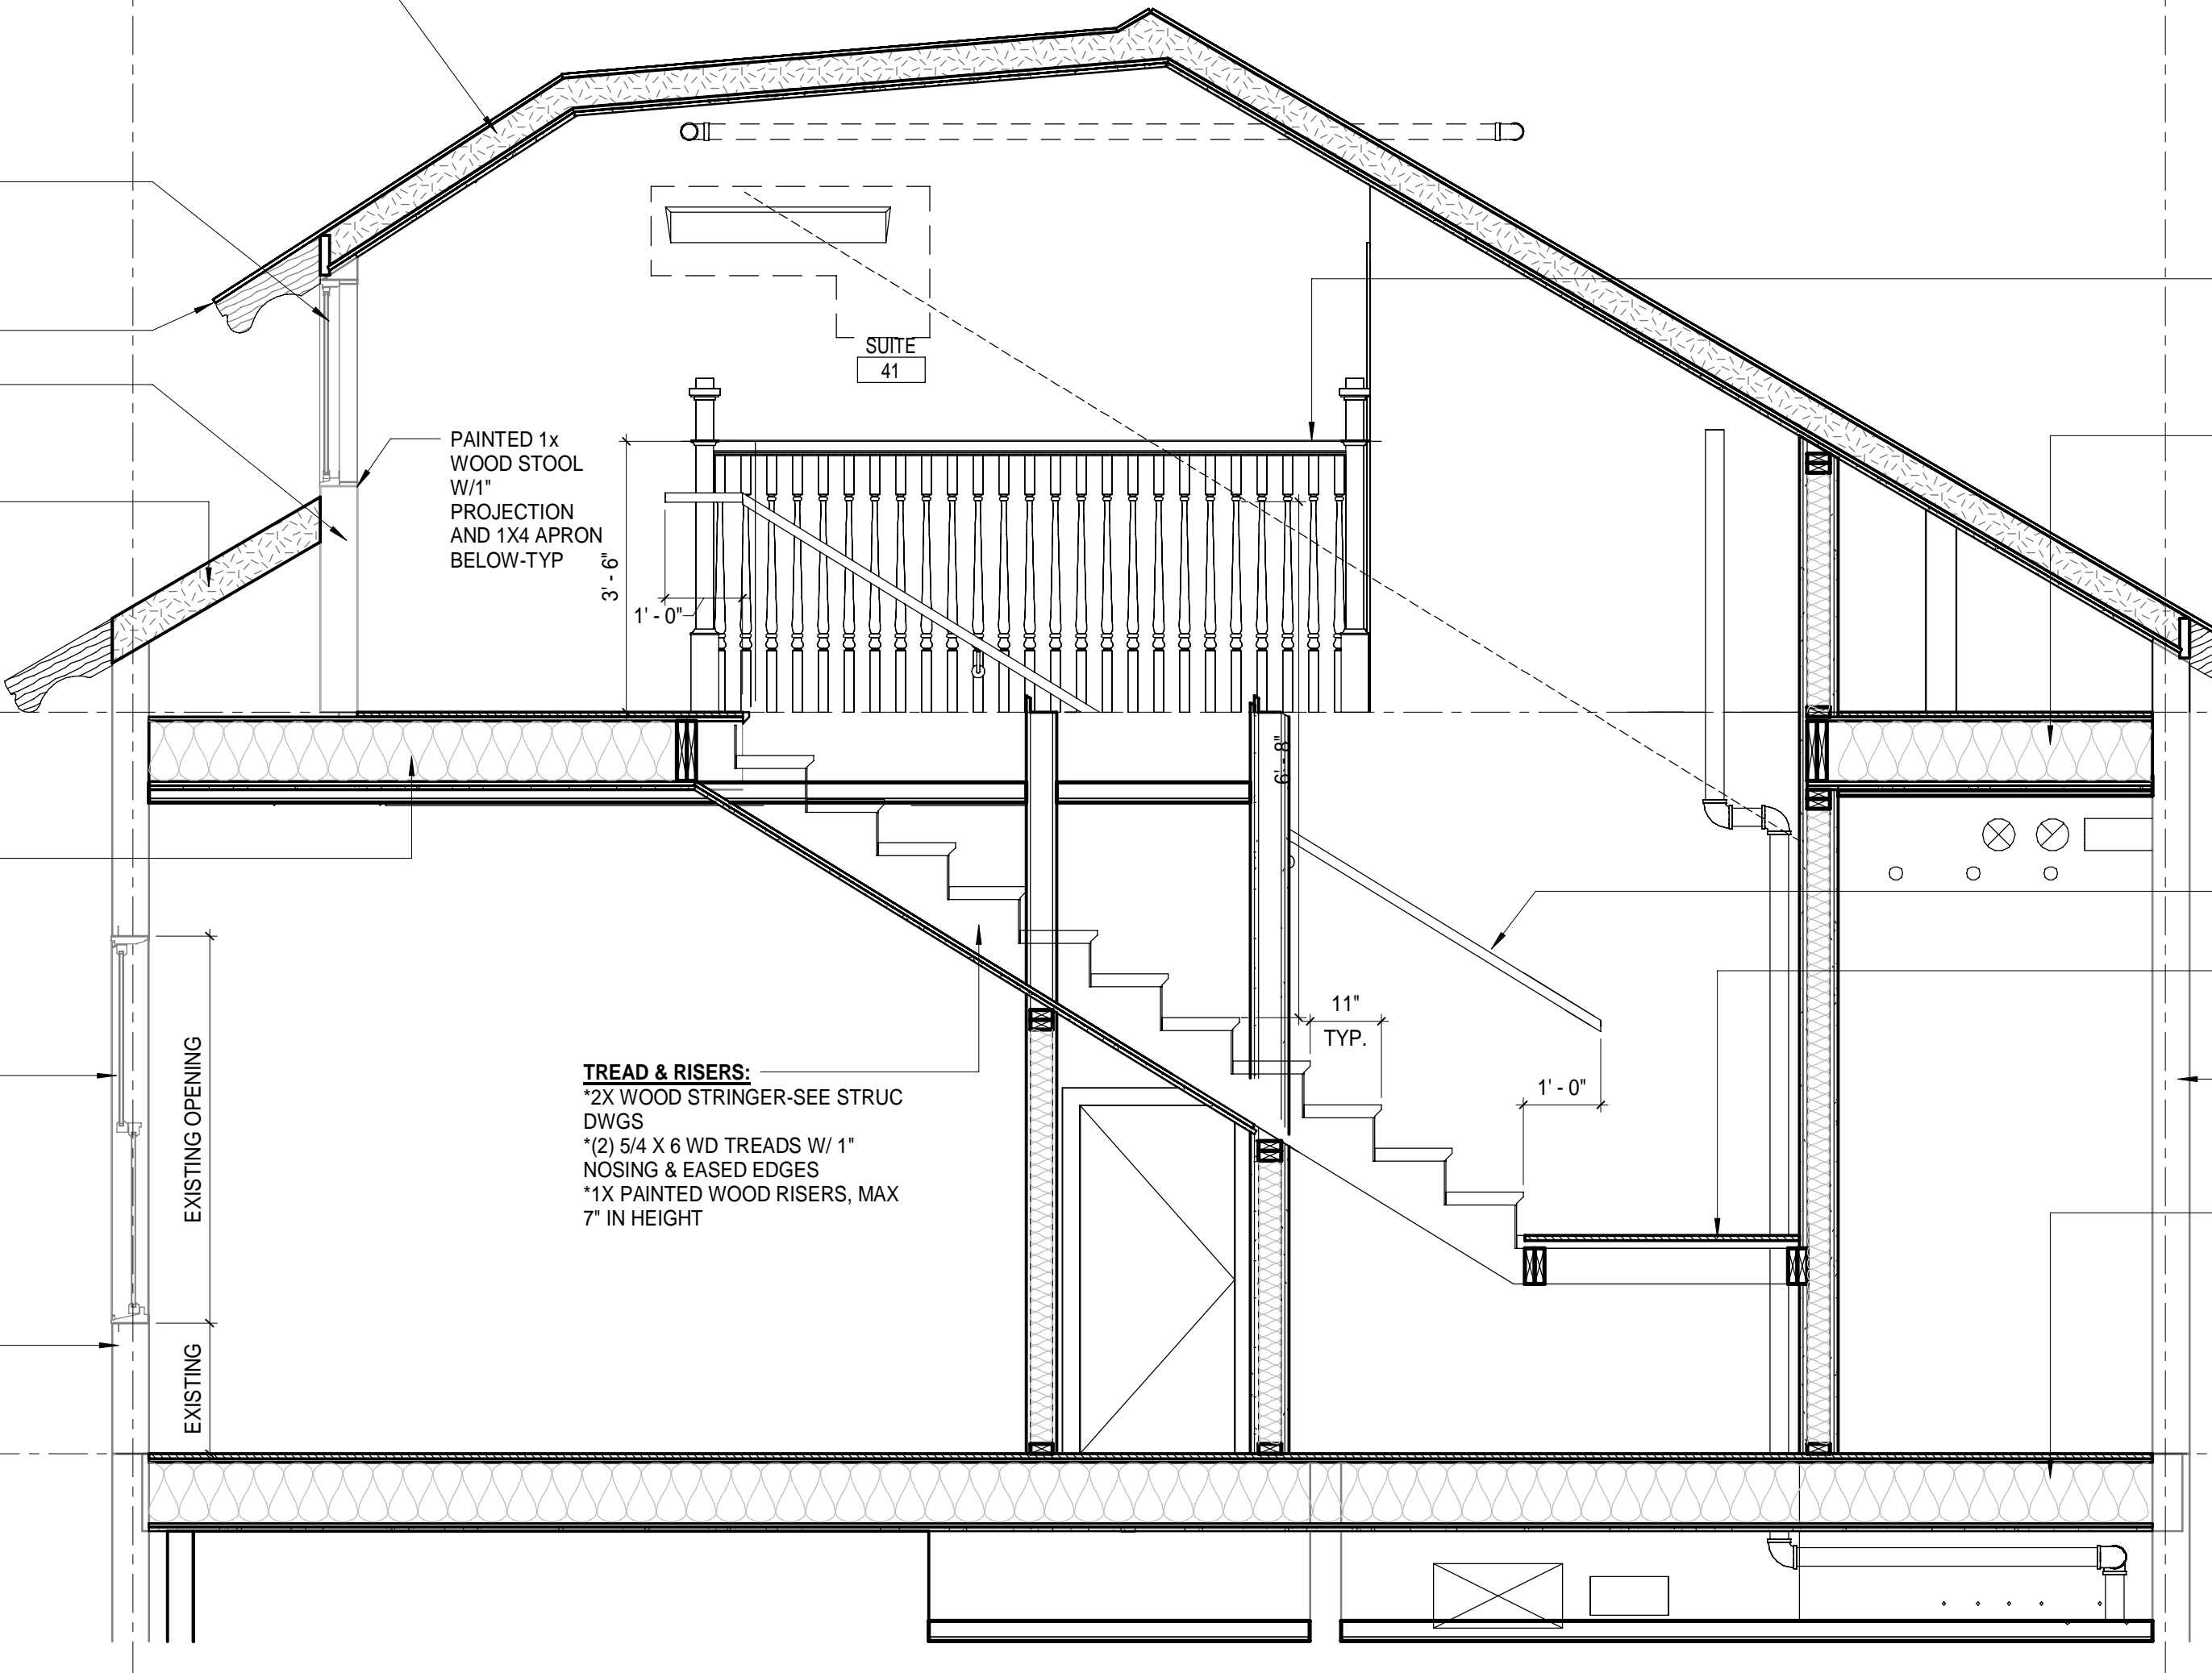 SUITE
41
PAINTED 1x
WOOD STOOL
W/1"
PROJECTION
AND 1X4 APRON
BELOW-TYP
3' - 6"
1' - 0"
6' - 8"
11"
TYP.
1' - 0"
EXISTING OPENING
EXISTING
TREAD & RISERS:
*2X WOOD STRINGER-SEE STRUC
DWGS
*(2) 5/4 X 6 WD TREADS W/ 1"
NOSING & EASED EDGES
*1X PAINTED WOOD RISERS, MAX
7" IN HEIGHT